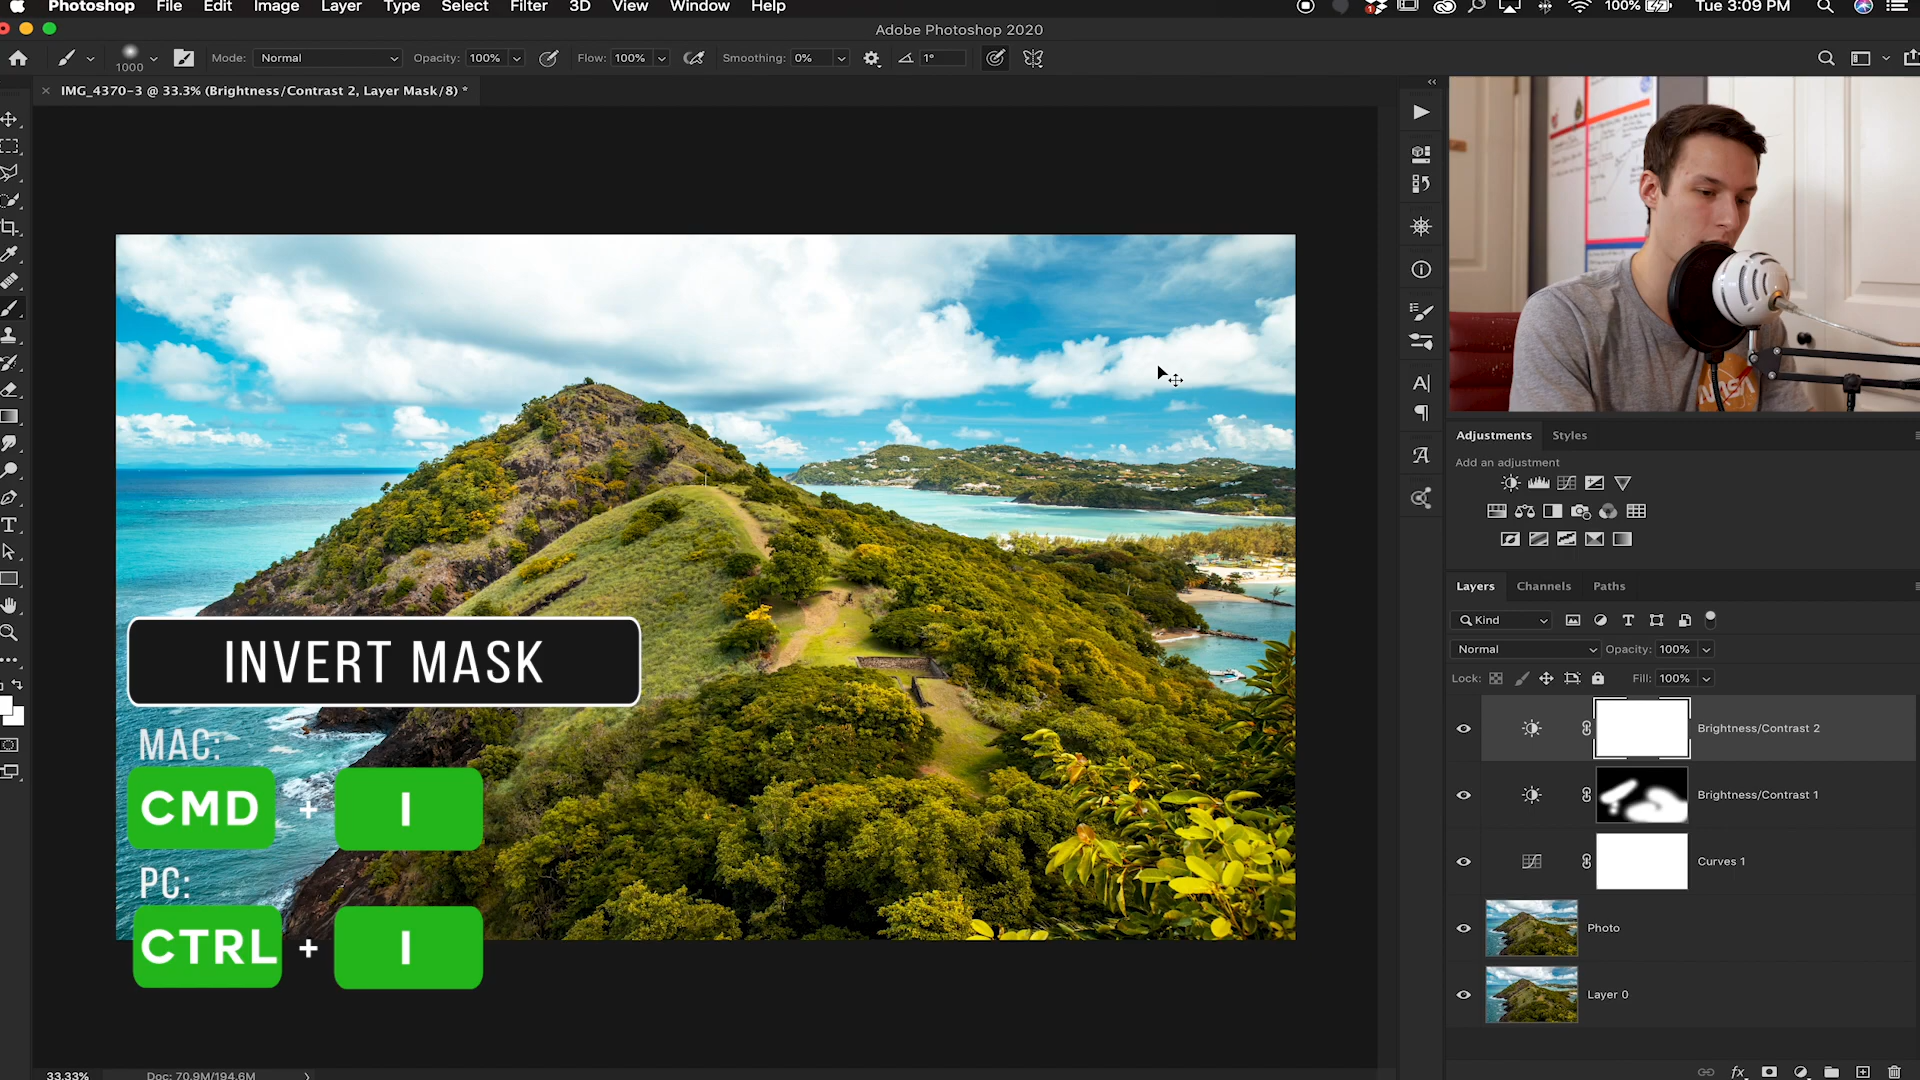 Photoshop File Edit Image Layer Type Select Filter 3D View Window Help
1 100% Tue 3:09 PM
Adobe Photoshop 2020
1000 Mode: Normal Opacity: 100% Flow: 100% Smoothing: 0% 1°
IMG_4370-3 @ 33.3% (Brightness/Contrast 2, Layer Mask/8) *
NASA
Adjustments Styles
Add an adjustment
Layers Channels Paths
Kind
Normal Opacity: 100%
Lock: Fill: 100%
Brightness/Contrast 2
Brightness/Contrast 1
Curves 1
Photo
Layer 0
fx
INVERT MASK
MAC:
CMD + I
PC:
CTRL + I
33.33% Doc: 70.9M/194.6M